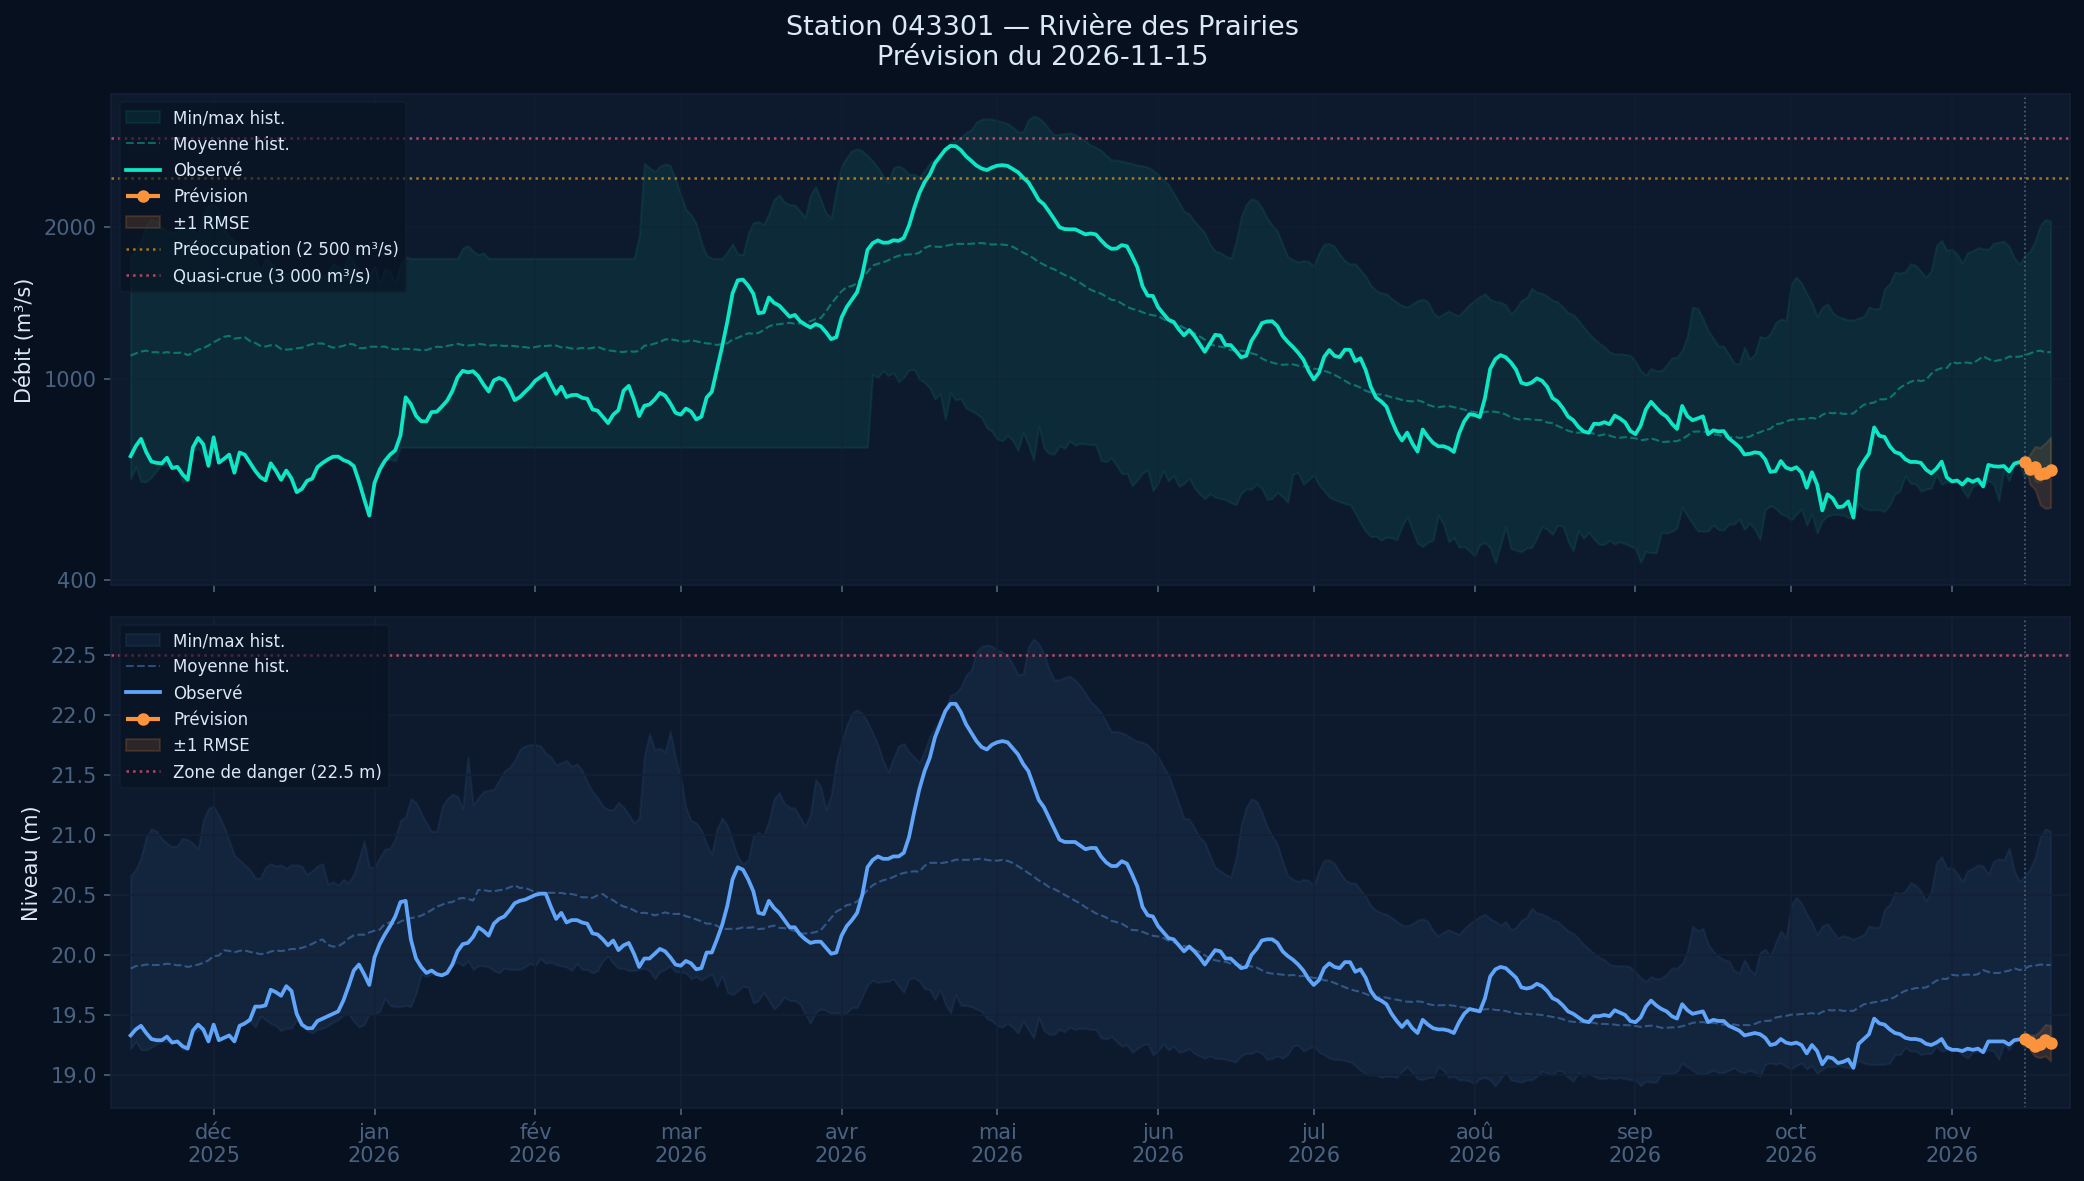 Station 043301 — Rivière des Prairies
Prévision du 2026-11-15
Min/max hist.
Moyenne hist.
Observé
Prévision
±1 RMSE
Préoccupation (2 500 m³/s)
Quasi-crue (3 000 m³/s)
Débit (m³/s)
2000
1000
400
Min/max hist.
Moyenne hist.
Observé
Prévision
±1 RMSE
Zone de danger (22.5 m)
Niveau (m)
22.5
22.0
21.5
21.0
20.5
20.0
19.5
19.0
déc jan fév mar avr mai jun jul aoû sep oct nov
2025 2026 2026 2026 2026 2026 2026 2026 2026 2026 2026 2026